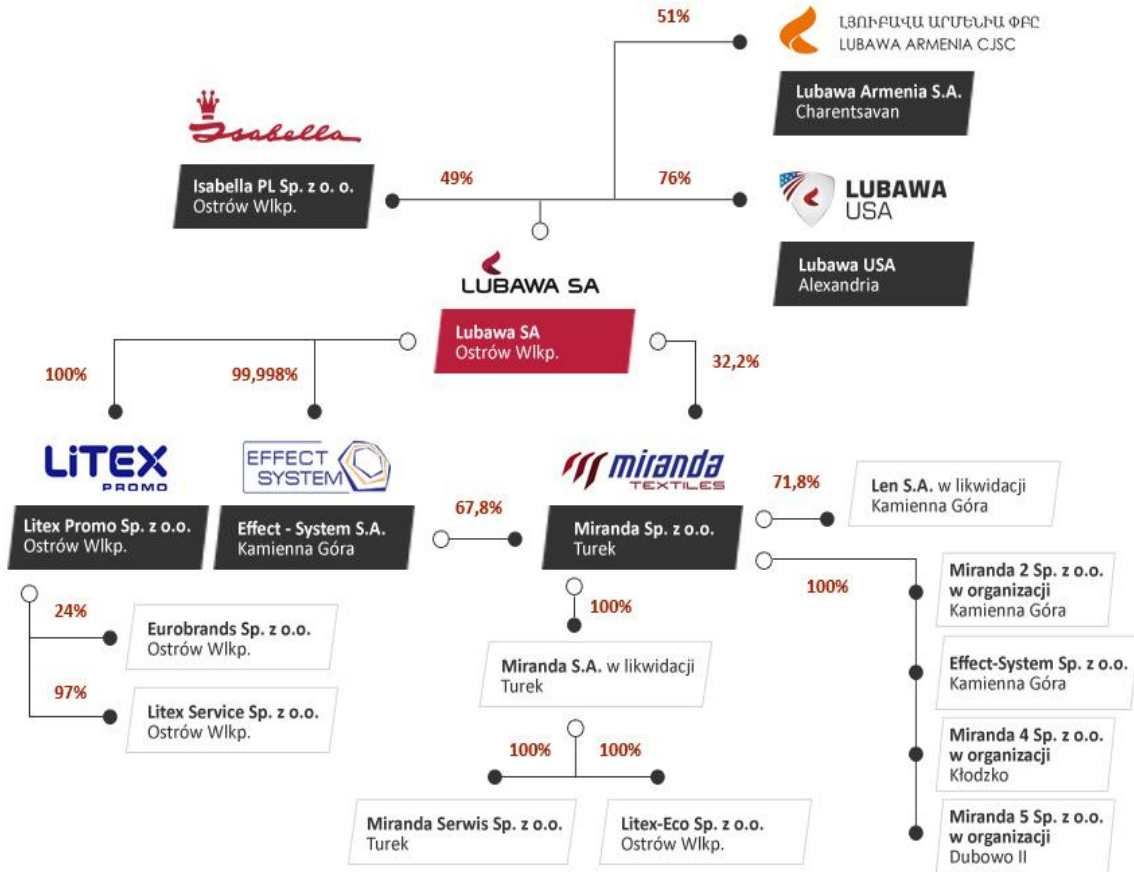 51%
ԼՅՈՒԲԱՎԱ ԱՐՄԵՆԻԱ ՓԲԸ
LUBAWA ARMENIA CJSC
Lubawa Armenia S.A.
Charentsavan
Isabella
Isabella PL Sp. z o. o.
Ostrów Wlkp.
49%
76%
LUBAWA
USA
Lubawa USA
Alexandria
LUBAWA SA
Lubawa SA
Ostrów Wlkp.
100%
99,998%
32,2%
LiTEX
PROMO
Litex Promo Sp. z o.o.
Ostrów Wlkp.
EFFECT
SYSTEM
Effect - System S.A.
Kamienna Góra
67,8%
miranda
TEXTILES
Miranda Sp. z o.o.
Turek
71,8%
Len S.A. w likwidacji
Kamienna Góra
24%
Eurobrands Sp. z o.o.
Ostrów Wlkp.
97%
Litex Service Sp. z o.o.
Ostrów Wlkp.
100%
Miranda S.A. w likwidacji
Turek
100%
100%
Miranda Serwis Sp. z o.o.
Turek
Litex-Eco Sp. z o.o.
Ostrów Wlkp.
100%
Miranda 2 Sp. z o.o.
w organizacji
Kamienna Góra
Effect-System Sp. z o.o.
Kamienna Góra
Miranda 4 Sp. z o.o.
w organizacji
Kłodzko
Miranda 5 Sp. z o.o.
w organizacji
Dubowo II